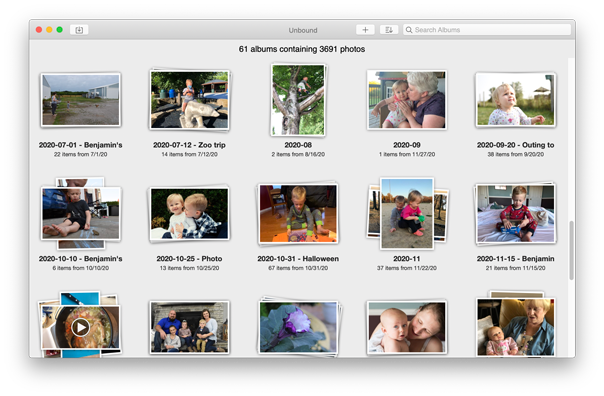 Unbound
Search Albums
61 albums containing 3691 photos
2020-07-01 - Benjamin's
22 items from 7/1/20
2020-07-12 - Zoo trip
14 items from 7/12/20
2020-08
2 items from 8/16/20
2020-09
1 items from 11/27/20
2020-09-20 - Outing to
38 items from 9/20/20
2020-10-10 - Benjamin's
6 items from 10/10/20
2020-10-25 - Photo
13 items from 10/25/20
2020-10-31 - Halloween
67 items from 10/31/20
2020-11
37 items from 11/22/20
2020-11-15 - Benjamin
21 items from 11/15/20